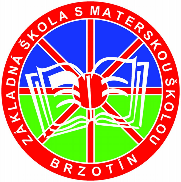 ZÁKLADNÁ ŠKOLA S MATERSKOU ŠKOLOU
BRZOTÍN